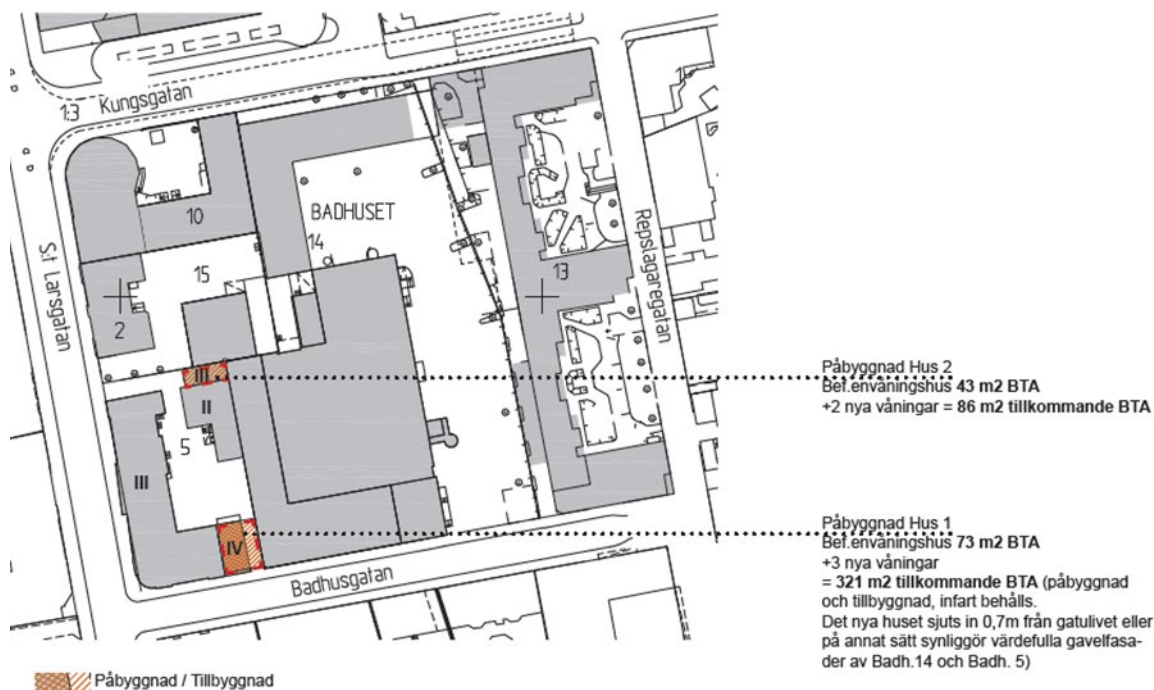 1:3 Kungsgatan
S:t Larsgatan
10
BADHUSET
14
15
2
13
Repslagaregatan
III
II
5
III
IV
Badhusgatan
Påbyggnad Hus 2
Bef.envåningshus 43 m2 BTA
+2 nya våningar = 86 m2 tillkommande BTA
Påbyggnad Hus 1
Bef.envåningshus 73 m2 BTA
+3 nya våningar
= 321 m2 tillkommande BTA (påbyggnad
och tillbyggnad, infart behålls.
Det nya huset sjuts in 0,7m från gatulivet eller
på annat sätt synliggör värdefulla gavelfasa-
der av Badh.14 och Badh. 5)
Påbyggnad / Tillbyggnad